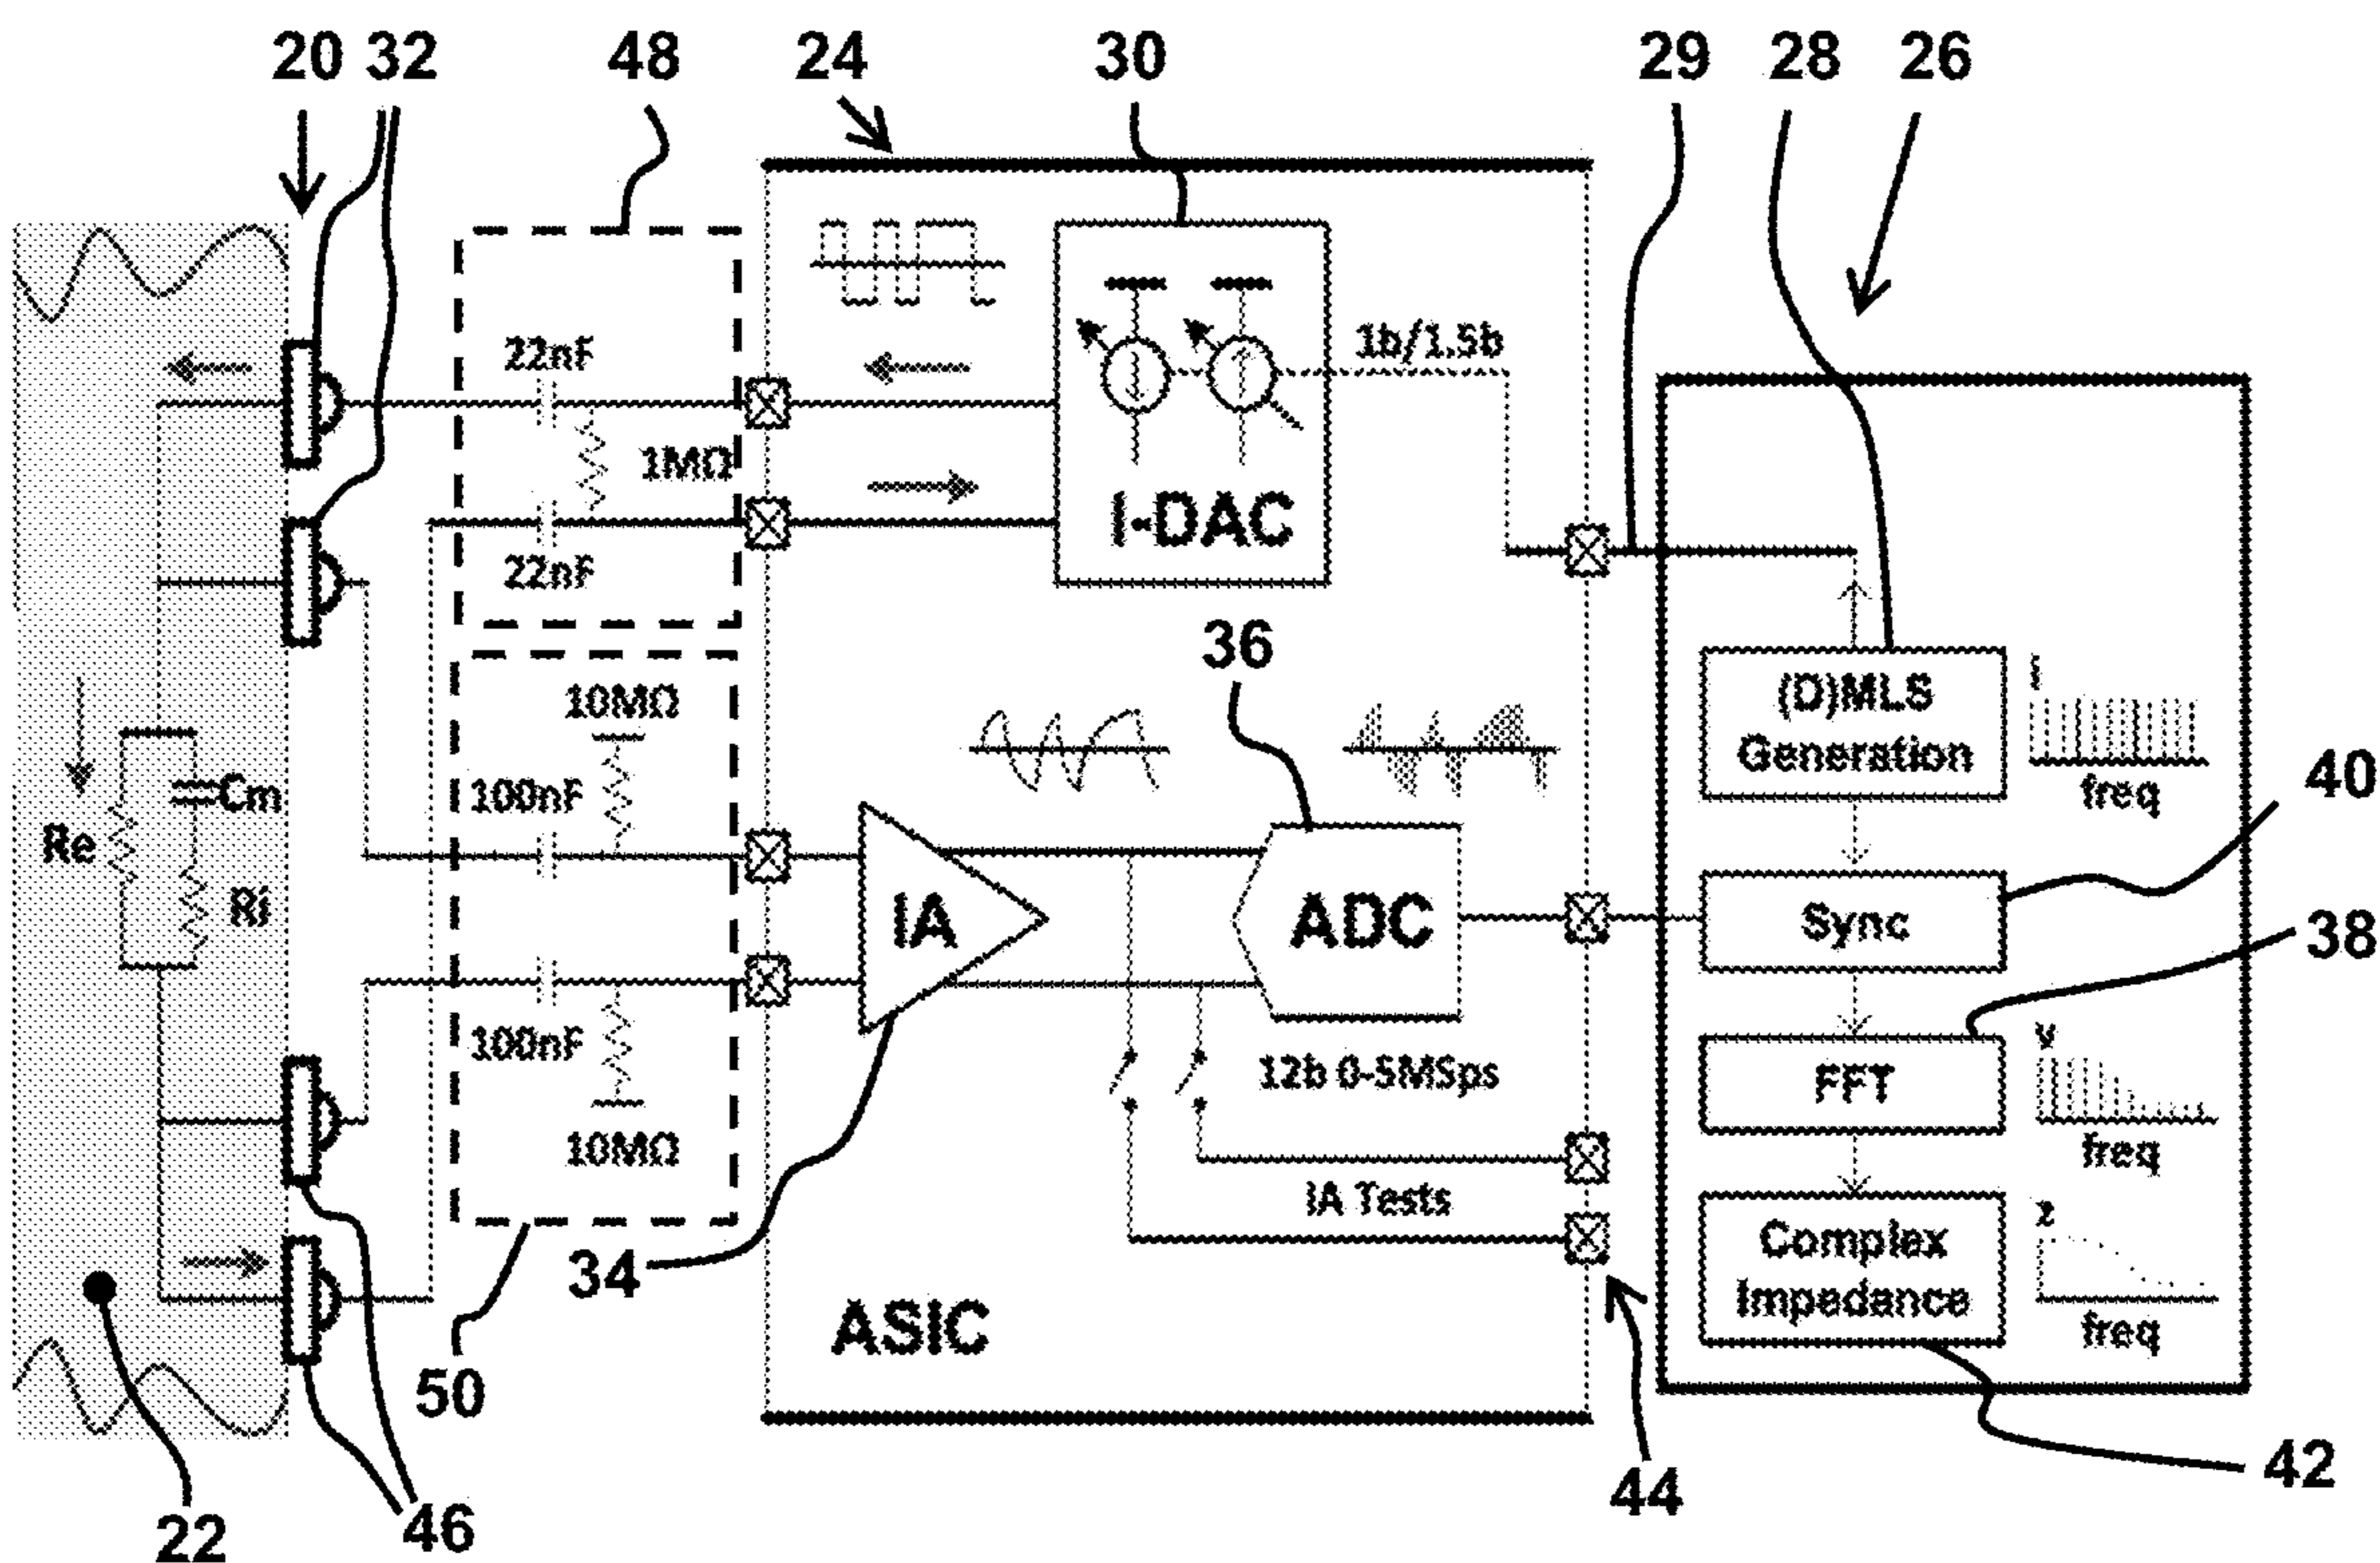 20 32 48 24 30 29 28 26
22nF
1MΩ
22nF
I-DAC
1b/1.5b
36
10MΩ
100nF
100nF
10MΩ
Re
Cm
Ri
IA
ADC
12b 0-5MSps
IA Tests
ASIC
(D)MLS
Generation
I
freq
40
Sync
38
FFT
V
freq
Complex
Impedance
z
freq
34
50
44
42
22
46